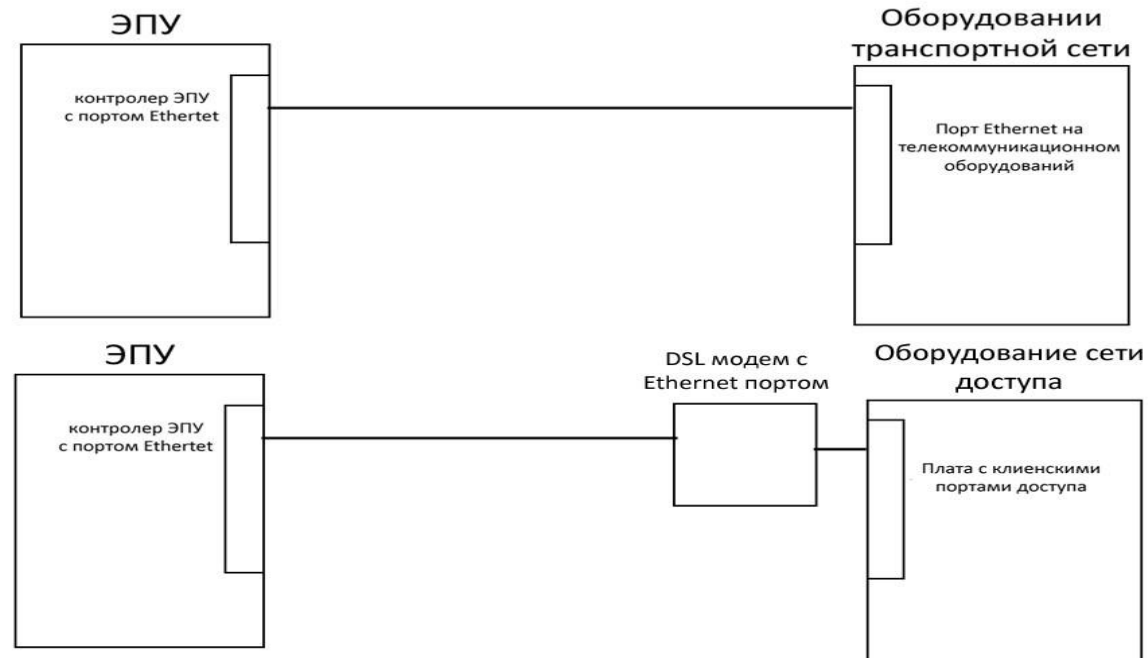 ЭПУ
контролер ЭПУ
с портом Ethertet
Оборудовании
транспортной сети
Порт Ethernet на
телекоммуникационном
оборудований
ЭПУ
контролер ЭПУ
с портом Ethertet
DSL модем с
Ethernet портом
Оборудование сети
доступа
Плата с клиенскими
портами доступа